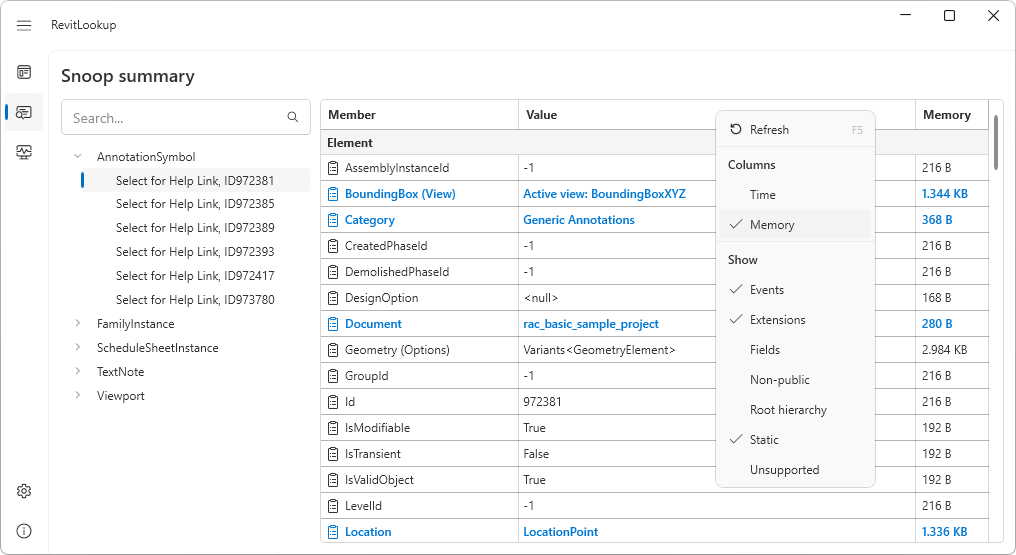 RevitLookup
Snoop summary
Search...
AnnotationSymbol
Select for Help Link, ID972381
Select for Help Link, ID972385
Select for Help Link, ID972389
Select for Help Link, ID972393
Select for Help Link, ID972417
Select for Help Link, ID973780
FamilyInstance
ScheduleSheetInstance
TextNote
Viewport
Member Value Memory
Element
AssemblyInstanceId -1 216 B
BoundingBox (View) Active view: BoundingBoxXYZ 1.344 KB
Category Generic Annotations 368 B
CreatedPhaseId -1 216 B
DemolishedPhaseId -1 216 B
DesignOption <null> 168 B
Document rac_basic_sample_project 280 B
Geometry (Options) Variants<GeometryElement> 2.984 KB
GroupId -1 216 B
Id 972381 216 B
IsModifiable True 192 B
IsTransient False 192 B
IsValidObject True 192 B
LevelId -1 216 B
Location LocationPoint 1.336 KB
Refresh F5
Columns
Time
Memory
Show
Events
Extensions
Fields
Non-public
Root hierarchy
Static
Unsupported